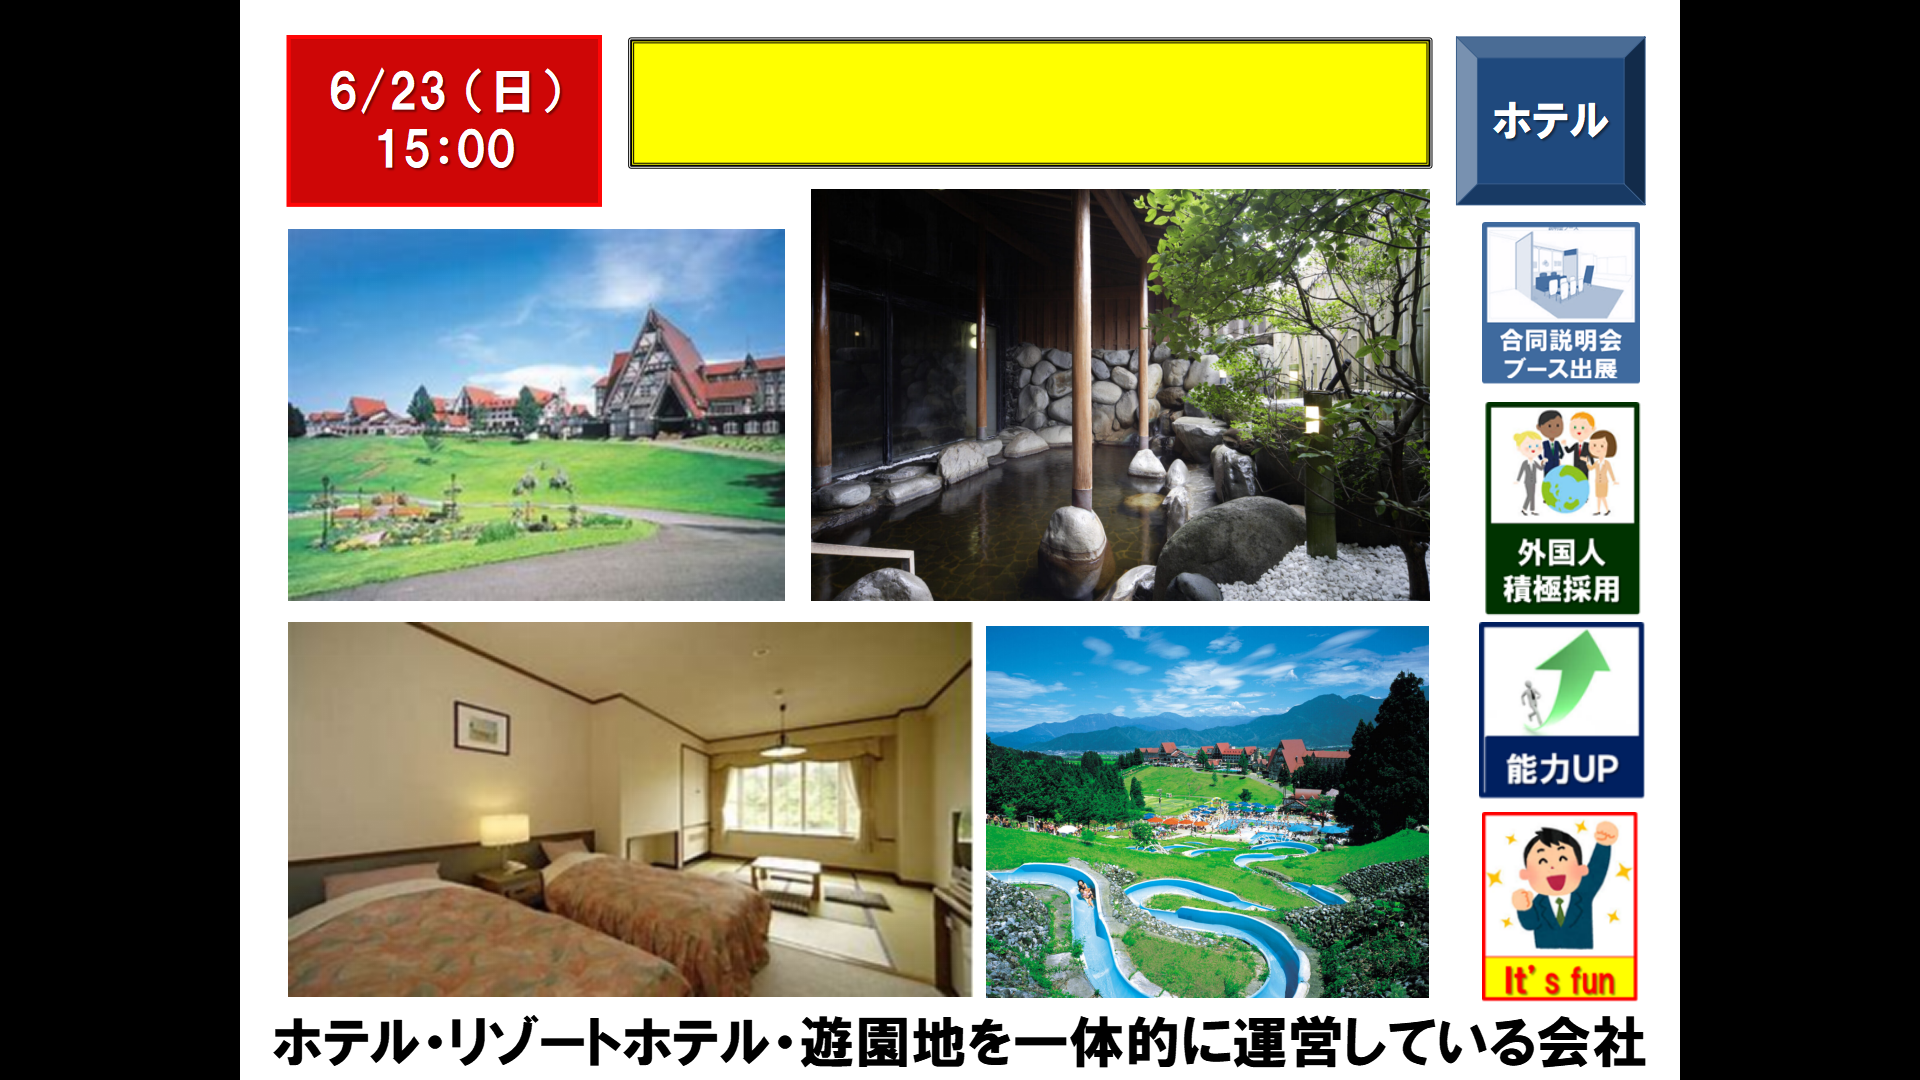 6/23（日）
15:00
ホテル
合同説明会
ブース出展
外国人
積極採用
能力UP
It's fun
ホテル・リゾートホテル・遊園地を一体的に運営している会社